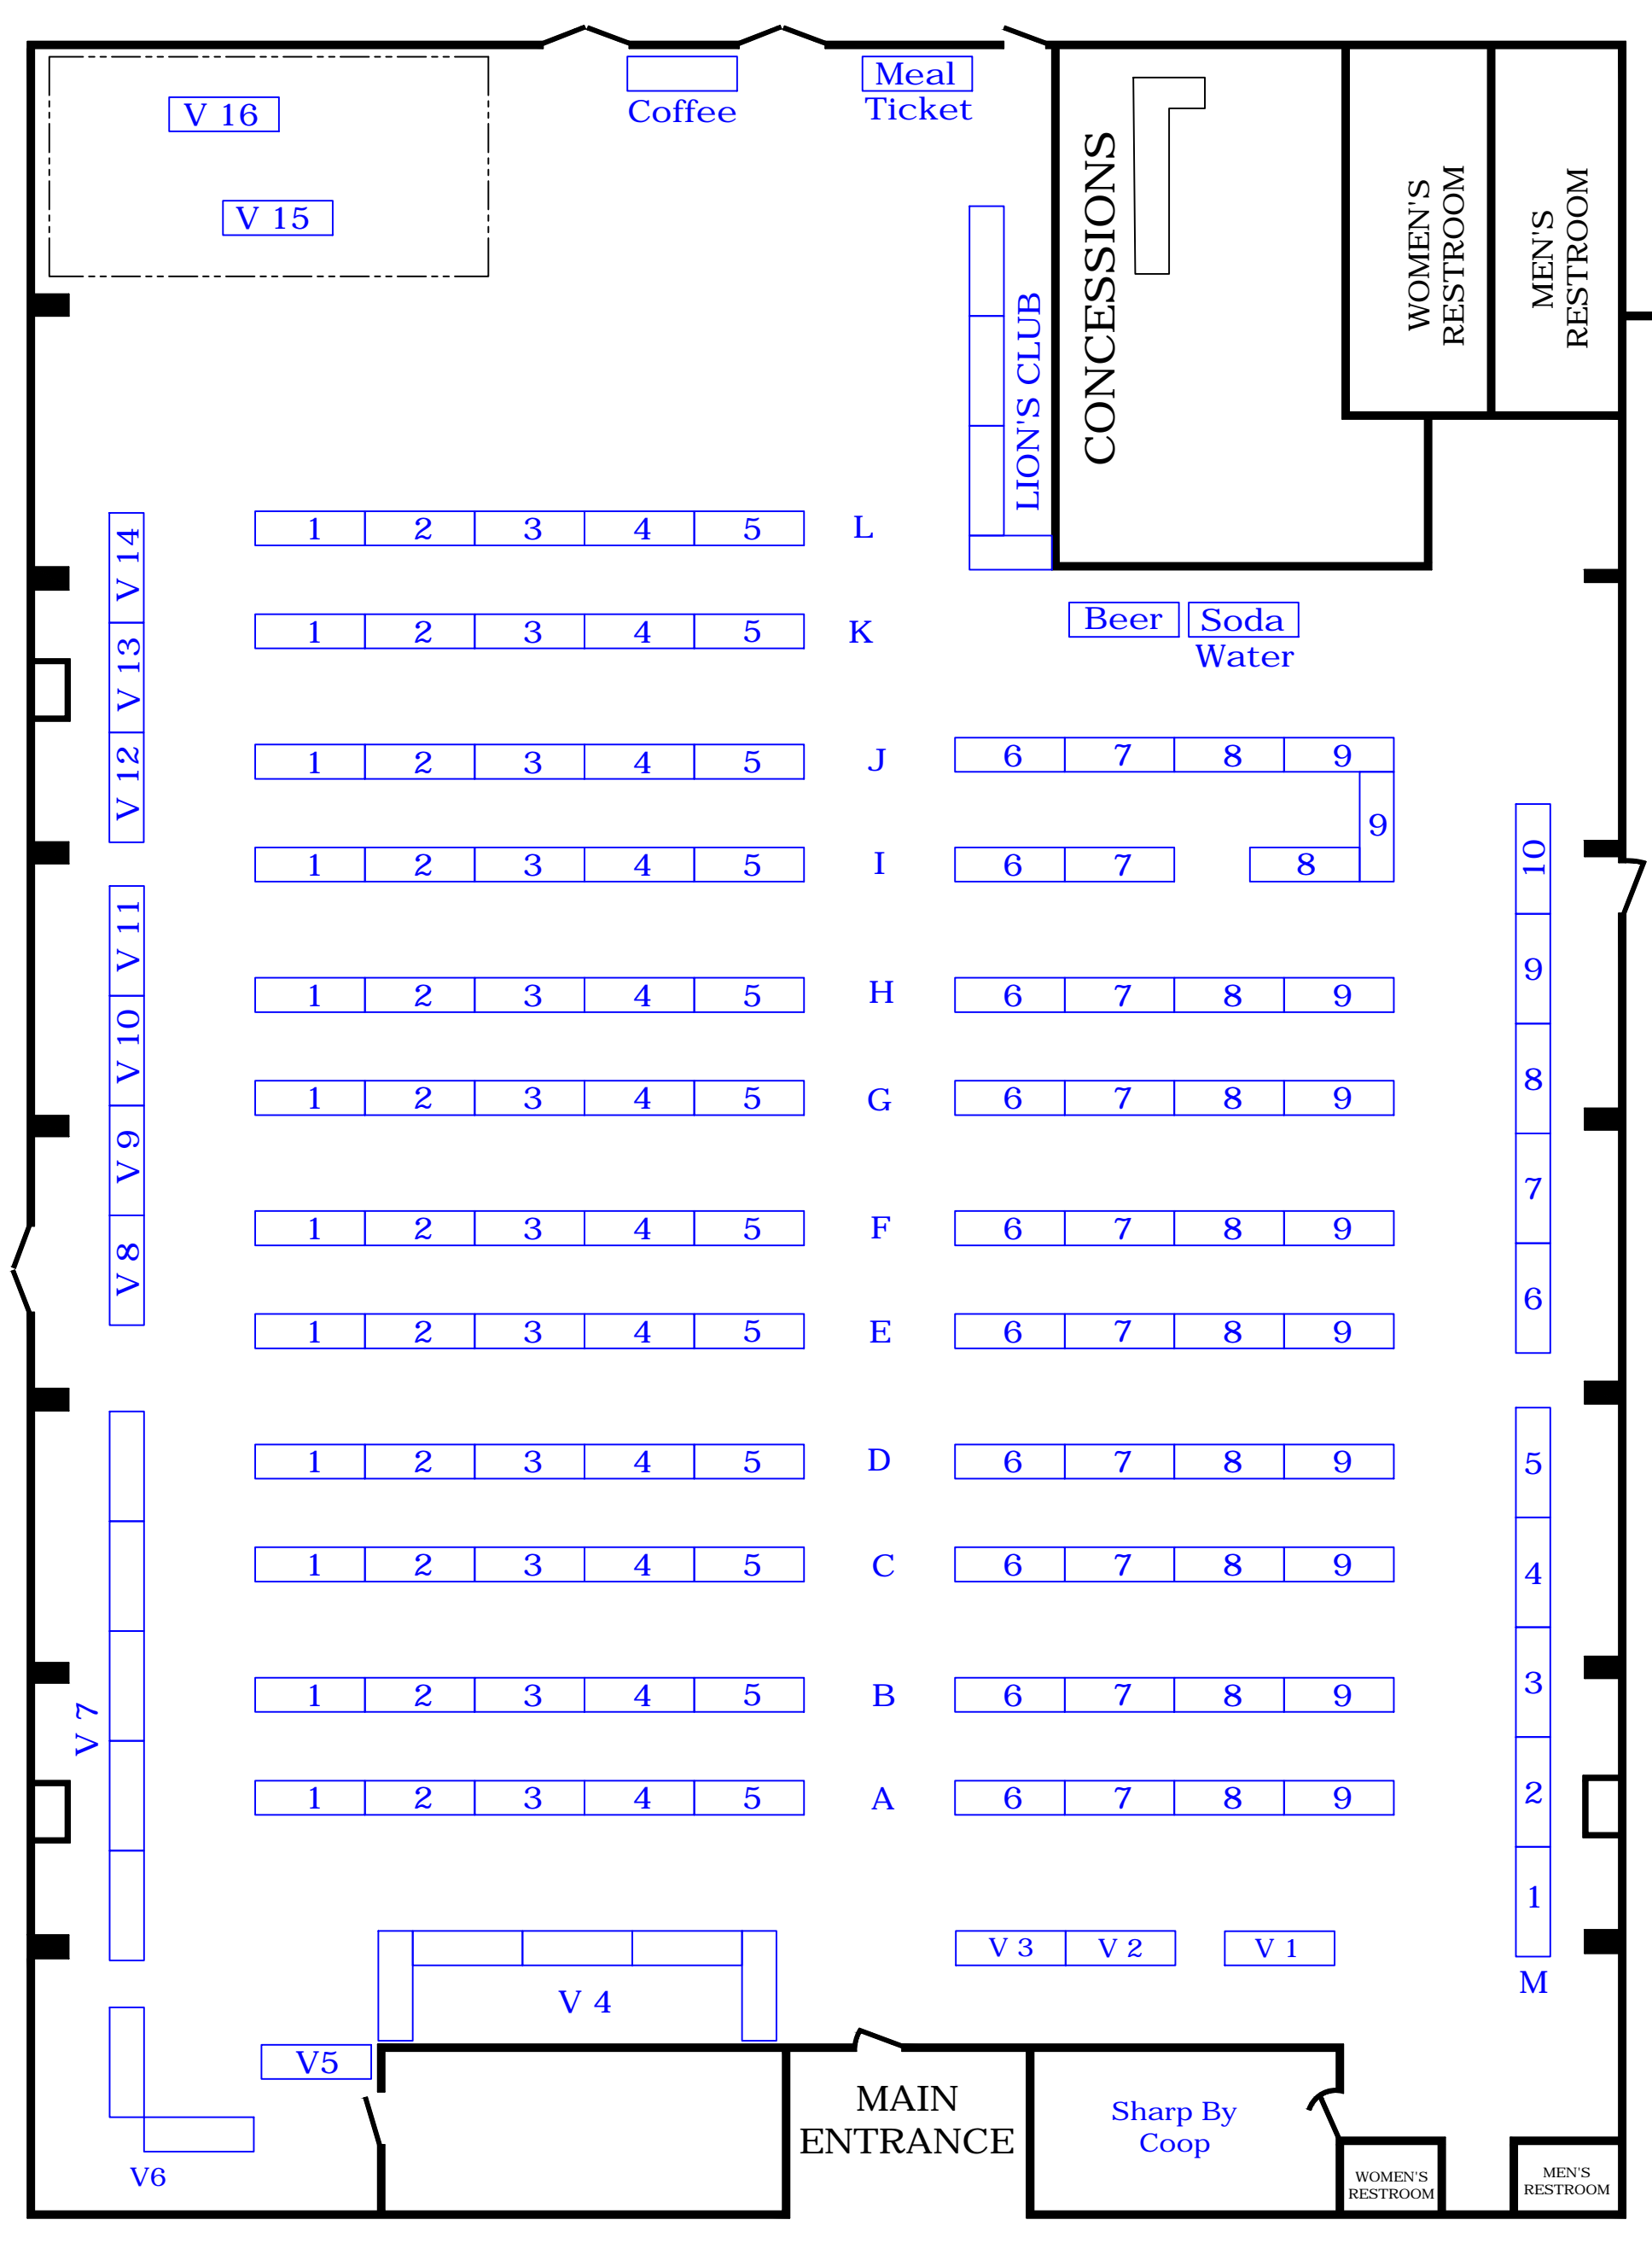 Meal
Ticket
Coffee
V 16
V 15
CONCESSIONS
WOMEN'S
RESTROOM
MEN'S
RESTROOM
LION'S CLUB
V 14
1 2 3 4 5 L
1 2 3 4 5 K
Beer
Soda
Water
V 13
V 12
1 2 3 4 5 J 6 7 8 9
9
1 2 3 4 5 I 6 7 8
10
V 11
9
1 2 3 4 5 H 6 7 8 9
V 10
8
1 2 3 4 5 G 6 7 8 9
V 9
7
1 2 3 4 5 F 6 7 8 9
V 8
6
1 2 3 4 5 E 6 7 8 9
1 2 3 4 5 D 6 7 8 9
5
1 2 3 4 5 C 6 7 8 9
4
3
1 2 3 4 5 B 6 7 8 9
V 7
2
1 2 3 4 5 A 6 7 8 9
1
V 3 V 2 V 1
M
V 4
V5
MAIN
ENTRANCE
Sharp By
Coop
V6
WOMEN'S
RESTROOM
MEN'S
RESTROOM